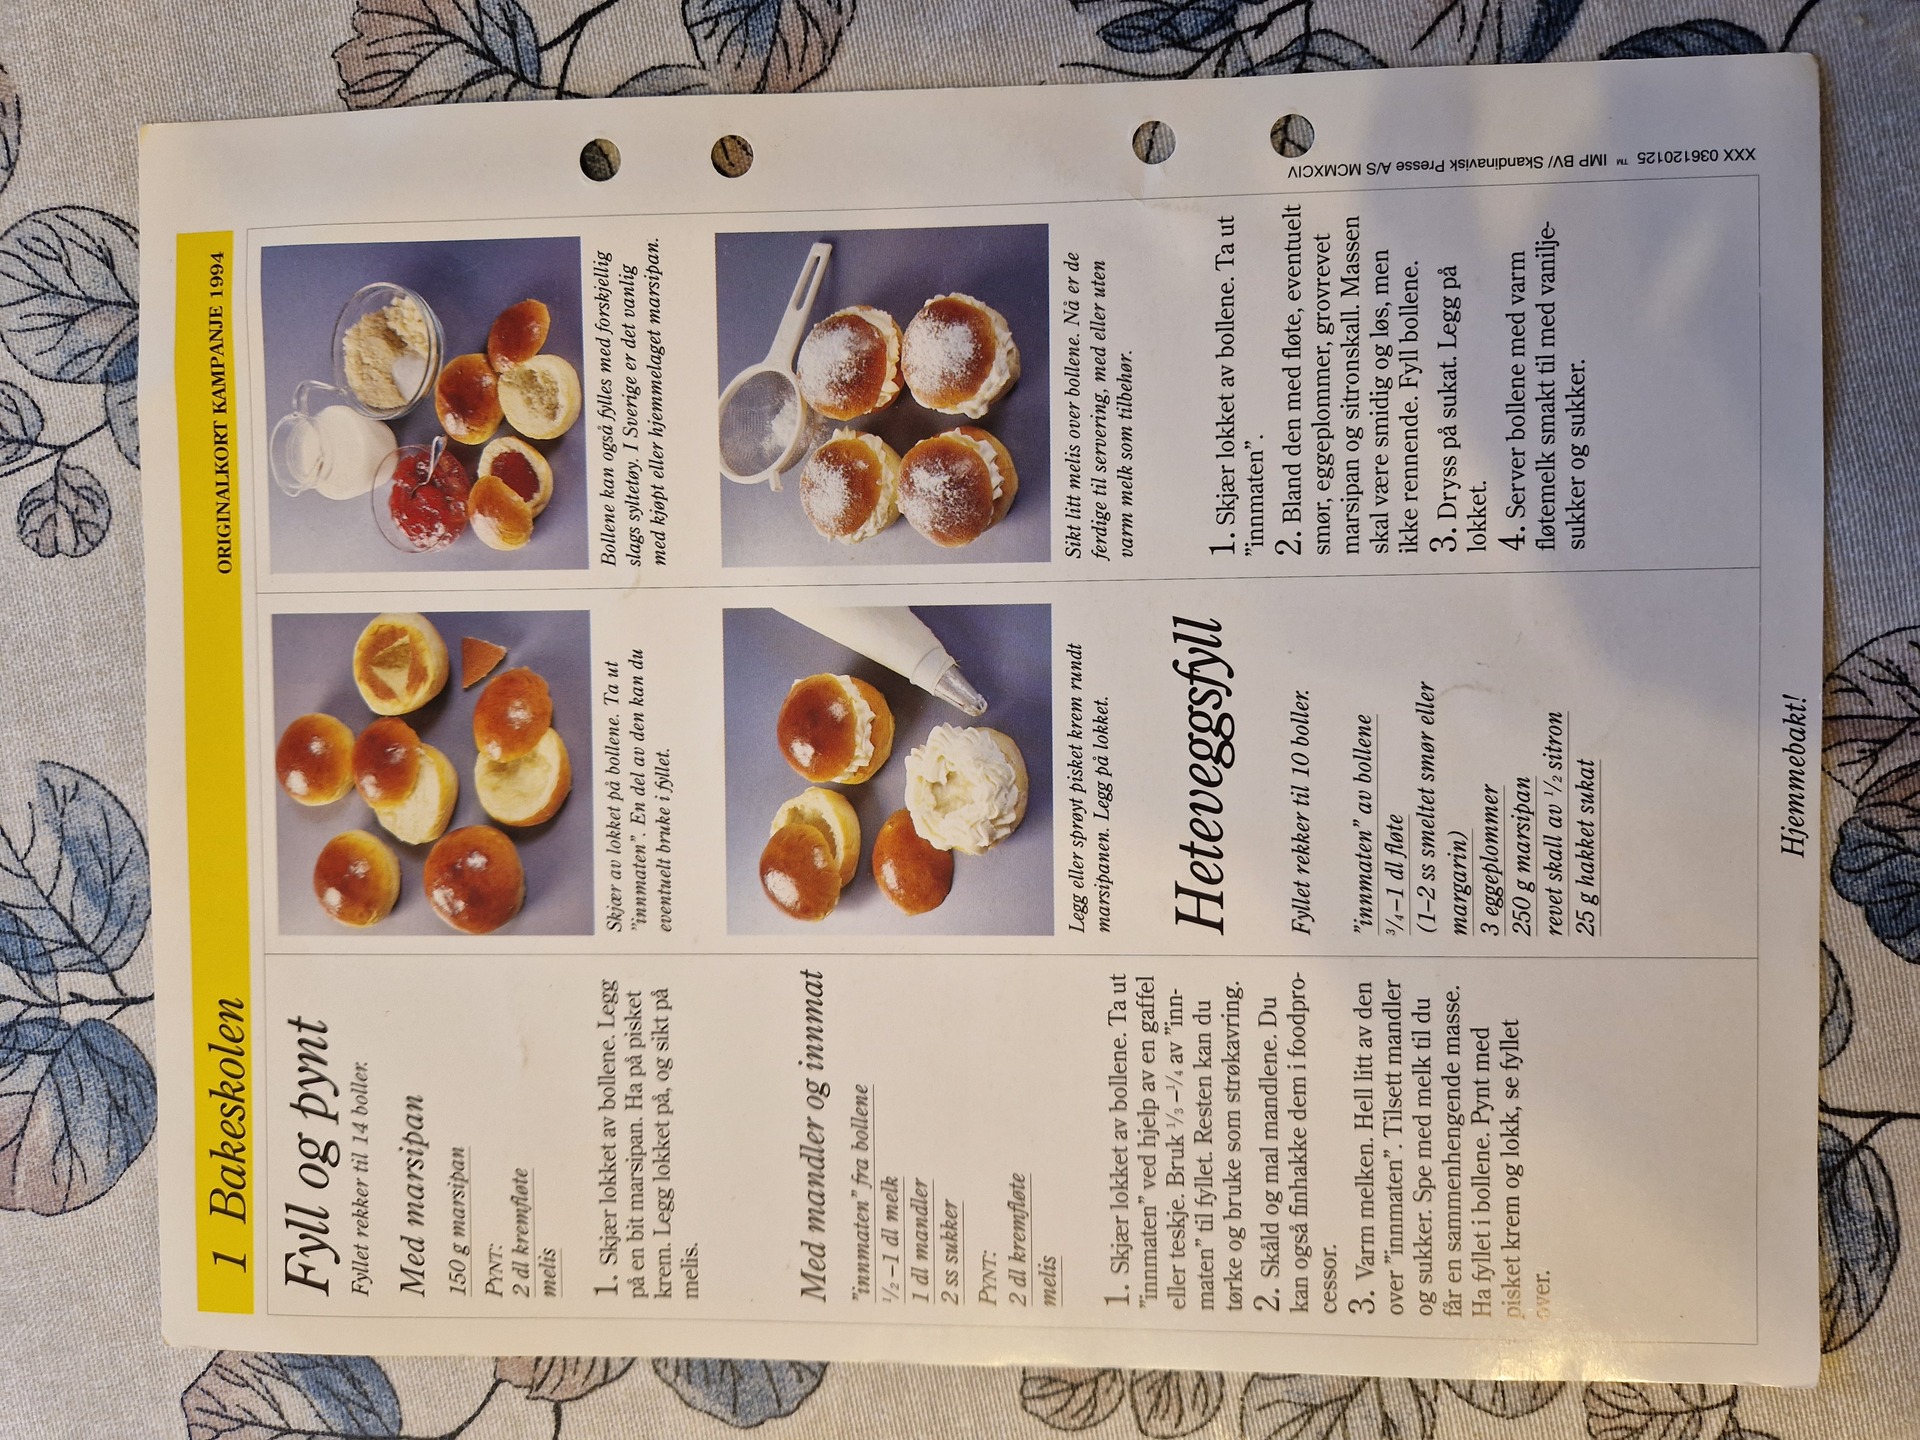 1 Bakeskolen
ORIGINALKORT KAMPANJE 1994
Fyll og pynt
Fyllet rekker til 14 boller.
Med marsipan
150 g marsipan
PYNT:
2 dl kremfløte
melis
1. Skjær lokket av bollene. Legg
på en bit marsipan. Ha på pisket
krem. Legg lokket på, og sikt på
melis.
Med mandler og innmat
"innmaten" fra bollene
½–1 dl melk
1 dl mandler
2 ss sukker
PYNT:
2 dl kremfløte
melis
1. Skjær lokket av bollene. Ta ut
"innmaten" ved hjelp av en gaffel
eller teskje. Bruk ⅓–¼ av "inn-
maten" til fyllet. Resten kan du
tørke og bruke som strøkavring.
2. Skåld og mal mandlene. Du
kan også finhakke dem i foodpro-
cessor.
3. Varm melken. Hell litt av den
over "innmaten". Tilsett mandler
og sukker. Spe med melk til du
får en sammenhengende masse.
Ha fyllet i bollene. Pynt med
pisket krem og lokk, se fyllet
over.
Skjær av lokket på bollene. Ta ut
"innmaten". En del av den kan du
eventuelt bruke i fyllet.
Bollene kan også fylles med forskjellig
slags syltetøy. I Sverige er det vanlig
med kjøpt eller hjemmelaget marsipan.
Legg eller sprøyt pisket krem rundt
marsipanen. Legg på lokket.
Sikt litt melis over bollene. Nå er de
ferdige til servering, med eller uten
varm melk som tilbehør.
Heteveggsfyll
Fyllet rekker til 10 boller.
"innmaten" av bollene
¾–1 dl fløte
(1–2 ss smeltet smør eller
margarin)
3 eggeplommer
250 g marsipan
revet skall av ½ sitron
25 g hakket sukat
1. Skjær lokket av bollene. Ta ut
"innmaten".
2. Bland den med fløte, eventuelt
smør, eggeplommer, grovrevet
marsipan og sitronskall. Massen
skal være smidig og løs, men
ikke rennende. Fyll bollene.
3. Dryss på sukat. Legg på
lokket.
4. Server bollene med varm
fløtemelk smakt til med vanilje-
sukker og sukker.
XXX 036120125 ™ IMP BV/ Skandinavisk Presse A/S MCMXCIV
Hjemmebakt!